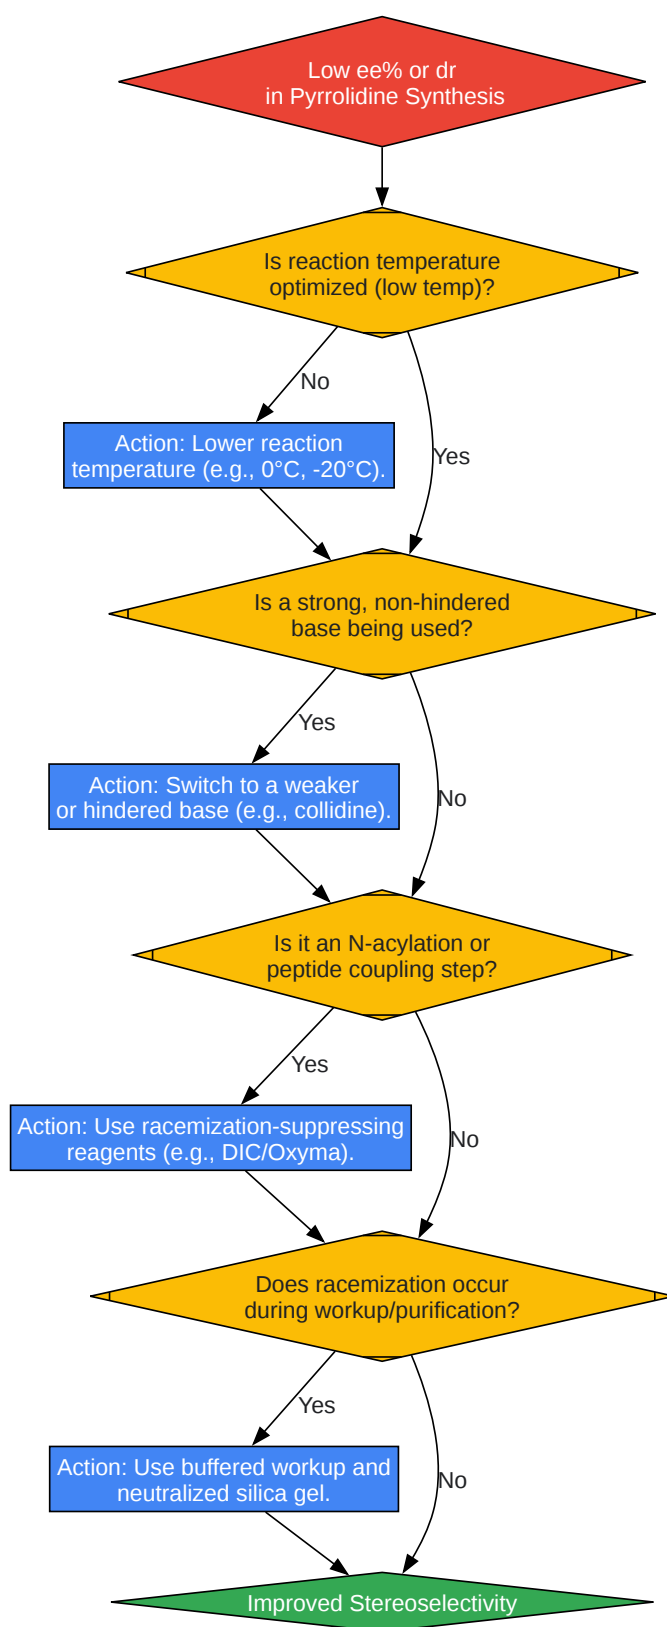 Low ee% or dr
in Pyrrolidine Synthesis
Is reaction temperature
optimized (low temp)?
No
Action: Lower reaction
temperature (e.g., 0°C, -20°C).
Yes
Is a strong, non-hindered
base being used?
Yes
Action: Switch to a weaker
or hindered base (e.g., collidine).
No
Is it an N-acylation or
peptide coupling step?
Yes
Action: Use racemization-suppressing
reagents (e.g., DIC/Oxyma).
No
Does racemization occur
during workup/purification?
Yes
Action: Use buffered workup and
neutralized silica gel.
No
Improved Stereoselectivity